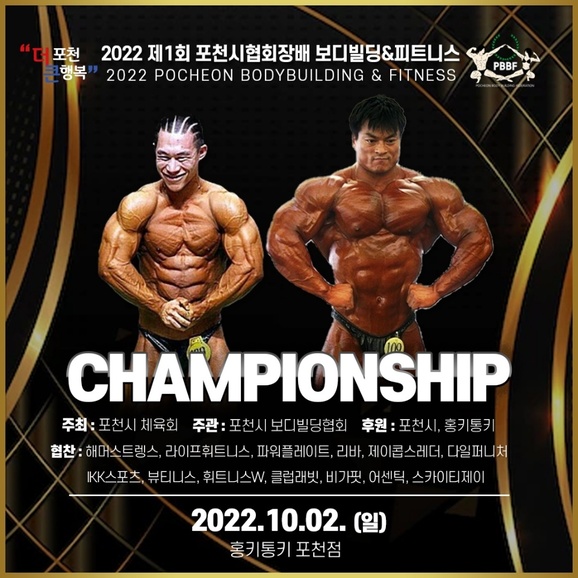 “더포천
큰행복”
2022 제1회 포천시협회장배 보디빌딩&피트니스
2022 POCHEON BODYBUILDING & FITNESS
PBBF
POCHEON BODYBUILDING FEDERATION
CHAMPIONSHIP
주최 : 포천시 체육회 주관 : 포천시 보디빌딩협회 후원 : 포천시, 홍키통키
협찬 : 해머스트렝스, 라이프휘트니스, 파워플레이트, 리바, 제이콥스레더, 다일퍼니처
IKK스포츠, 뷰티니스, 휘트니스W, 클럽래빗, 비가핏, 어센틱, 스카이티제이
2022.10.02. (일)
홍키통키 포천점